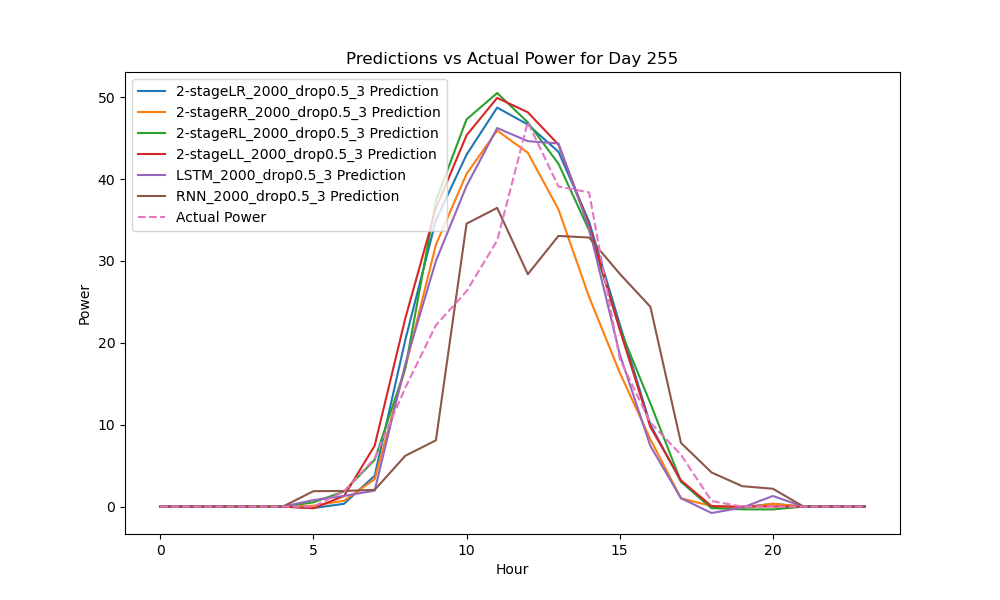 Predictions vs Actual Power for Day 255
2-stageLR_2000_drop0.5_3 Prediction
2-stageRR_2000_drop0.5_3 Prediction
2-stageRL_2000_drop0.5_3 Prediction
2-stageLL_2000_drop0.5_3 Prediction
LSTM_2000_drop0.5_3 Prediction
RNN_2000_drop0.5_3 Prediction
Actual Power
Power
50
40
30
20
10
0
0 5 10 15 20
Hour